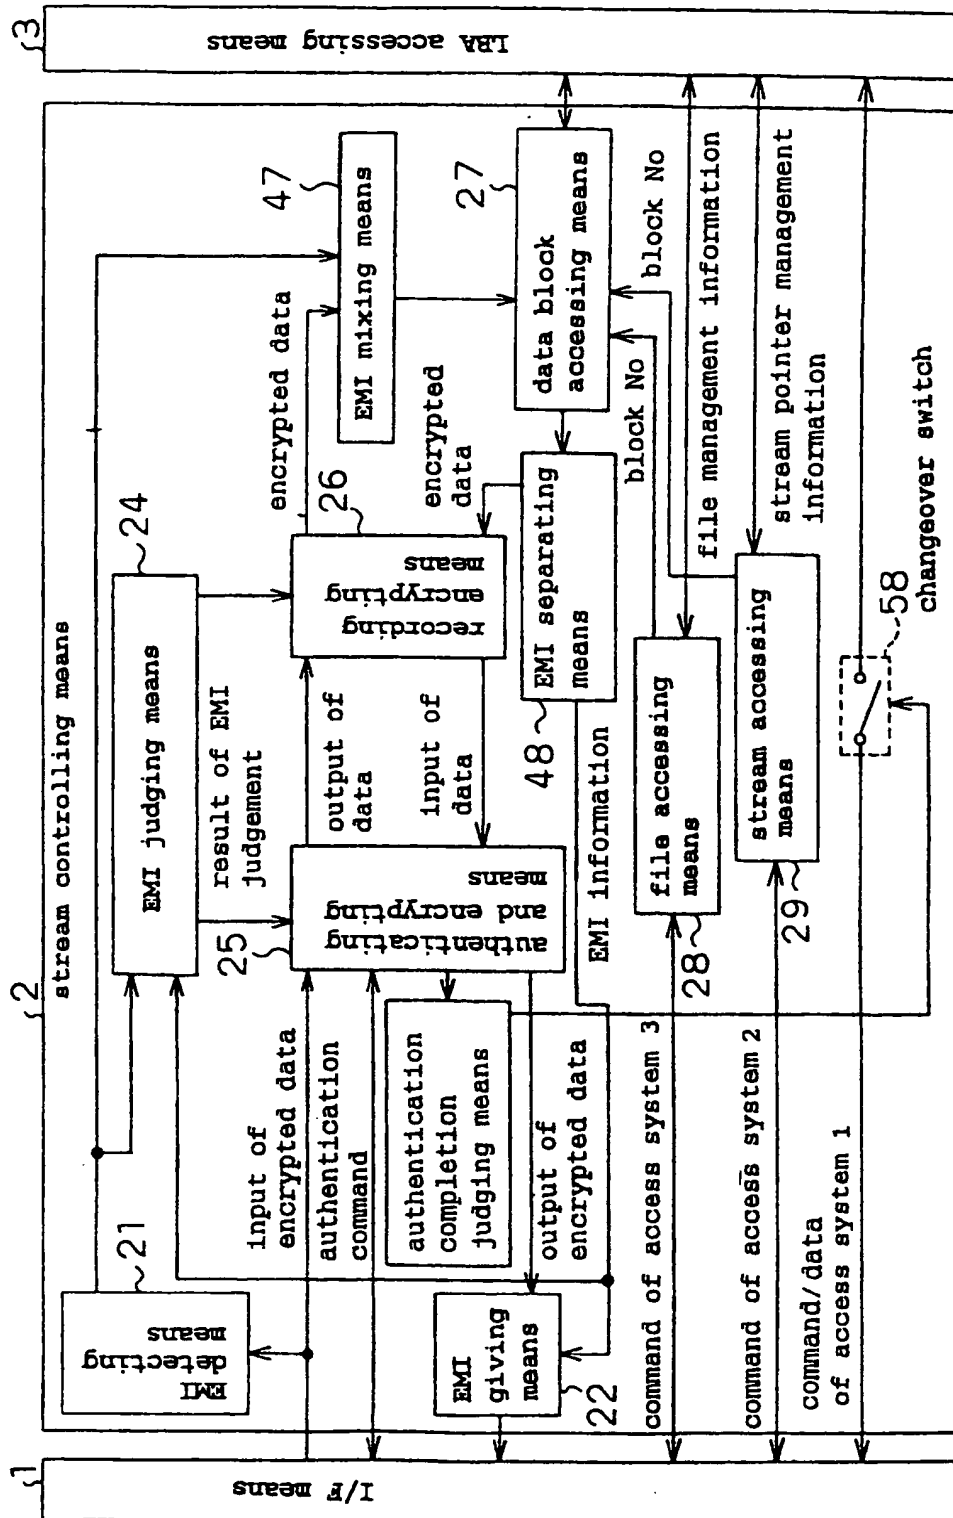 1
I/F means
2
stream controlling means
3
LBA accessing means
EMI
detecting
means
21
EMI judging means
24
result of EMI
judgement
25
authenticating
and encrypting
means
output of
data
input of
data
recording
encrypting
means
26
encrypted data
encrypted
data
EMI mixing means
47
data block
accessing means
27
EMI separating
means
48
block No
block No
input of
encrypted data
authentication
command
authentication
completion
judging means
output of
encrypted data
EMI information
EMI
giving
means
22
file accessing
means
28
file management information
stream accessing
means
29
stream pointer management
information
command of access system 3
command of access system 2
command/data
of access system 1
58
changeover switch